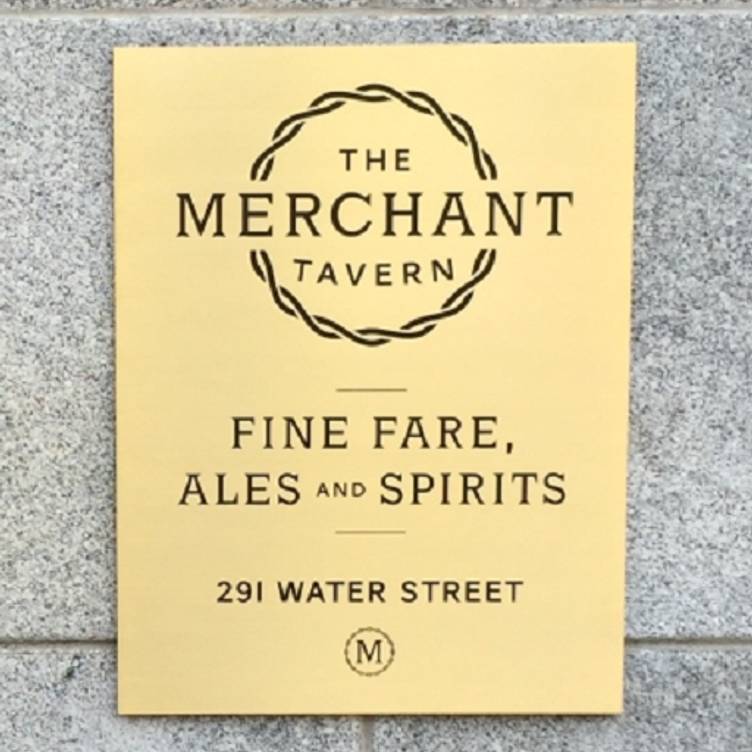 THE
MERCHANT
TAVERN
FINE FARE,
ALES AND SPIRITS
291 WATER STREET
M